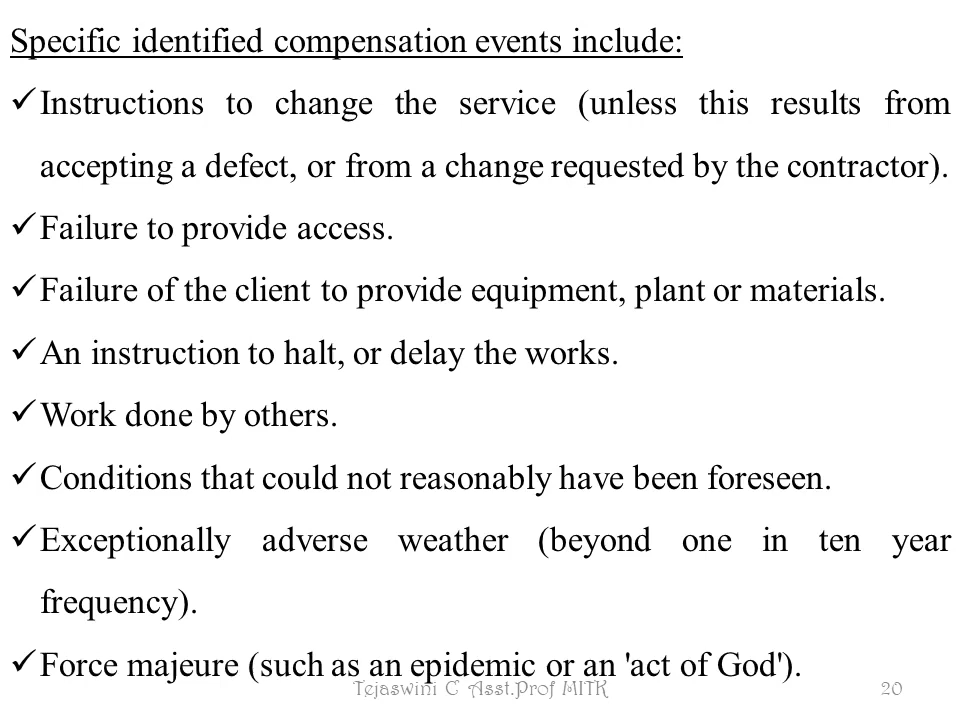 Specific identified compensation events include:
✓Instructions to change the service (unless this results from
accepting a defect, or from a change requested by the contractor).
✓Failure to provide access.
✓Failure of the client to provide equipment, plant or materials.
✓An instruction to halt, or delay the works.
✓Work done by others.
✓Conditions that could not reasonably have been foreseen.
✓Exceptionally adverse weather (beyond one in ten year
frequency).
✓Force majeure (such as an epidemic or an 'act of God').
Tejaswini C Asst.Prof MITK 20